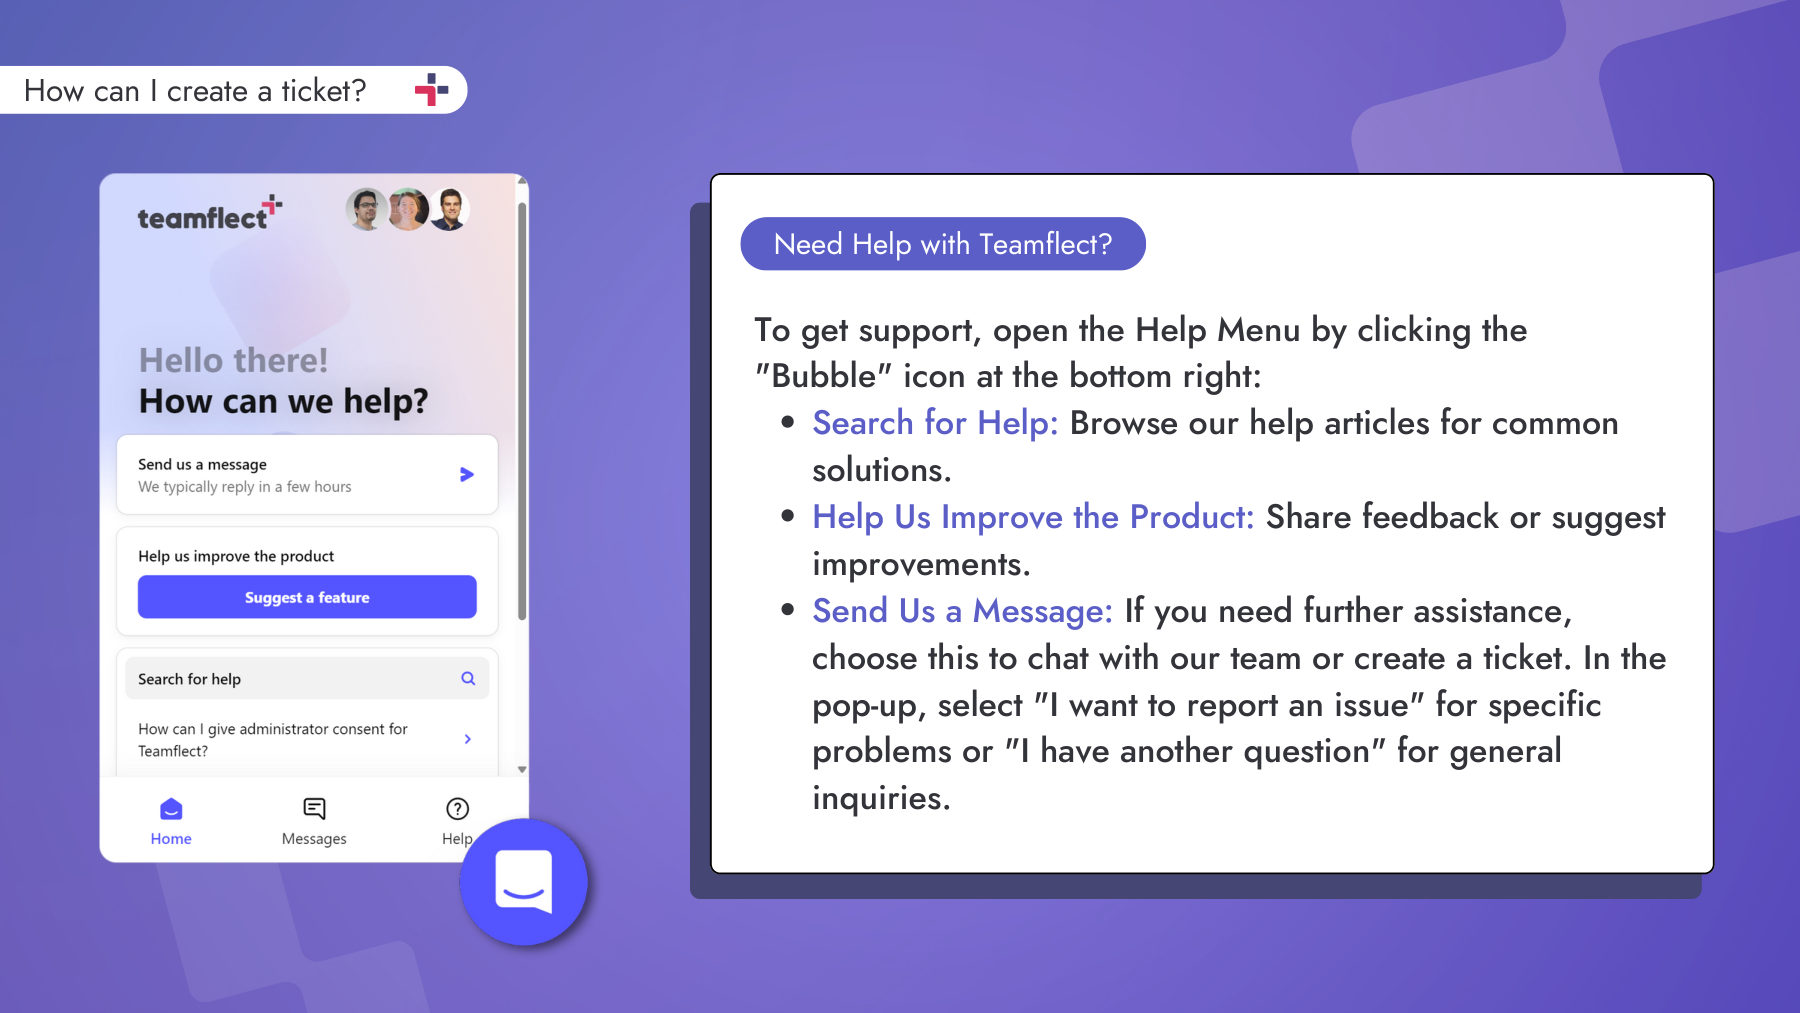 How can I create a ticket?
teamflect
Hello there!
How can we help?
Send us a message
We typically reply in a few hours
Help us improve the product
Suggest a feature
Search for help
How can I give administrator consent for
Teamflect?
Home
Messages
Help
Need Help with Teamflect?
To get support, open the Help Menu by clicking the
"Bubble" icon at the bottom right:
• Search for Help: Browse our help articles for common
solutions.
• Help Us Improve the Product: Share feedback or suggest
improvements.
• Send Us a Message: If you need further assistance,
choose this to chat with our team or create a ticket. In the
pop-up, select "I want to report an issue" for specific
problems or "I have another question" for general
inquiries.